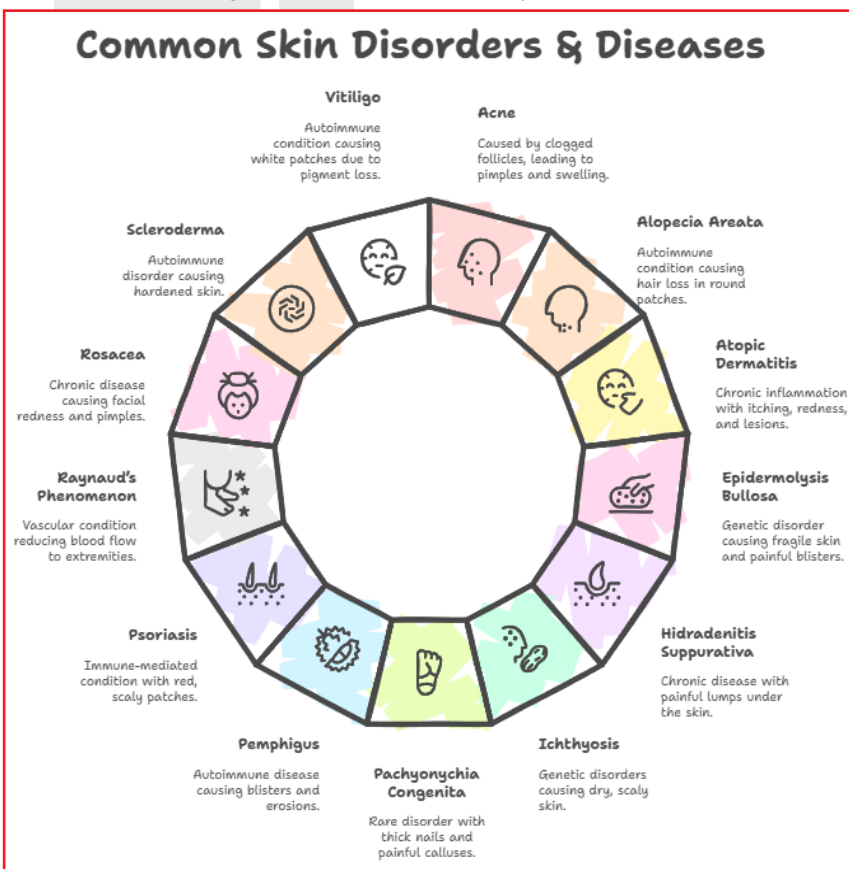 Common Skin Disorders & Diseases
Vitiligo
Autoimmune
condition causing
white patches due to
pigment loss.
Acne
Caused by clogged
follicles, leading to
pimples and swelling.
Alopecia Areata
Autoimmune
condition causing
hair loss in round
patches.
Atopic
Dermatitis
Chronic inflammation
with itching, redness,
and lesions.
Epidermolysis
Bullosa
Genetic disorder
causing fragile skin
and painful blisters.
Hidradenitis
Suppurativa
Chronic disease with
painful lumps under
the skin.
Ichthyosis
Genetic disorders
causing dry, scaly
skin.
Pachyonychia
Congenita
Rare disorder with
thick nails and
painful calluses.
Pemphigus
Autoimmune disease
causing blisters and
erosions.
Psoriasis
Immune-mediated
condition with red,
scaly patches.
Raynaud's
Phenomenon
Vascular condition
reducing blood flow
to extremities.
Rosacea
Chronic disease
causing facial
redness and pimples.
Scleroderma
Autoimmune
disorder causing
hardened skin.